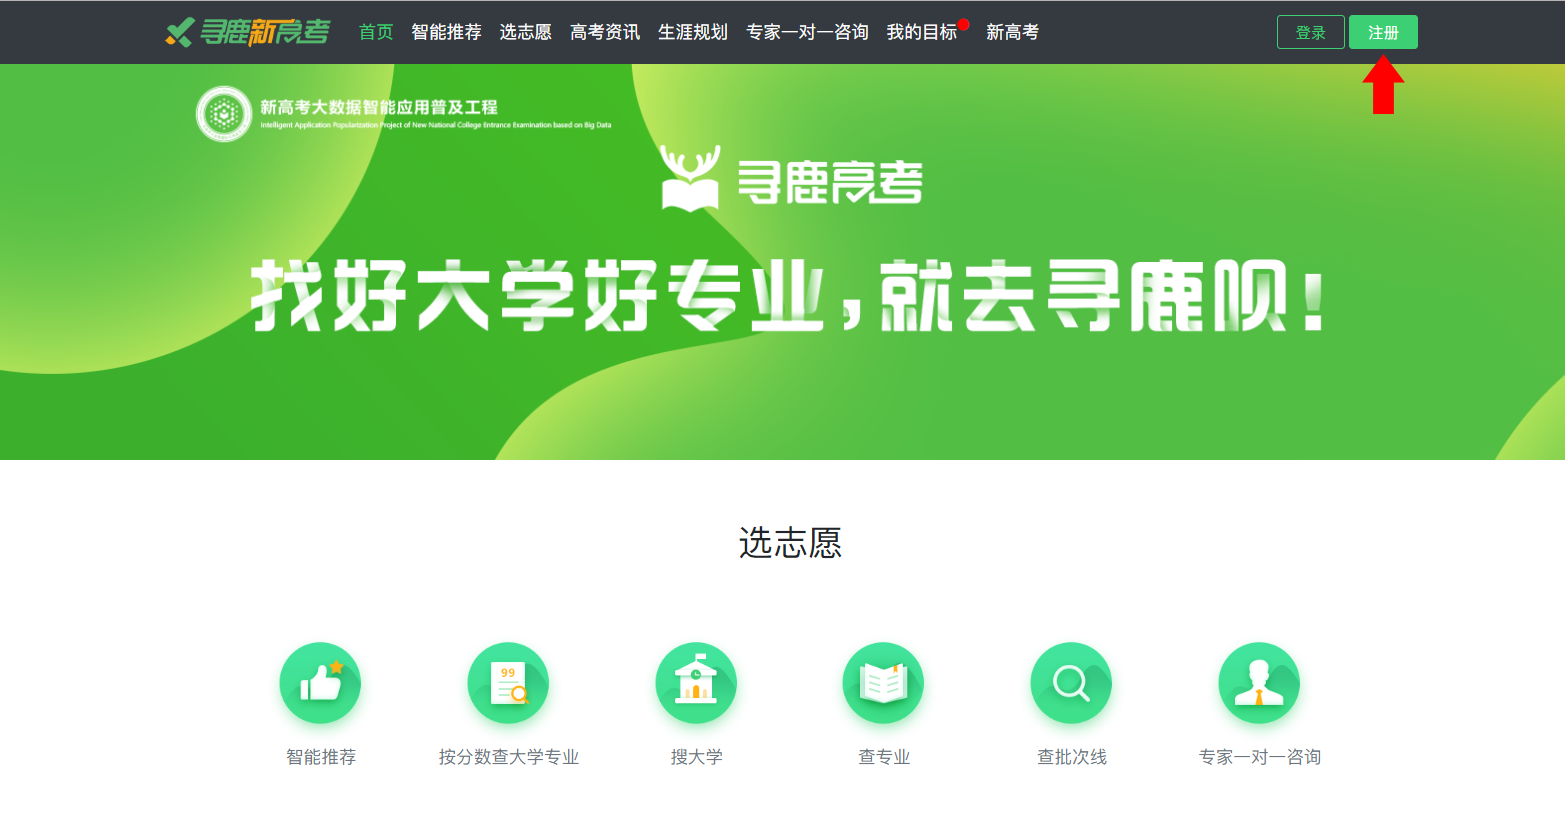 寻鹿新高考 首页 智能推荐 选志愿 高考资讯 生涯规划 专家一对一咨询 我的目标 新高考 登录 注册
新高考大数据智能应用普及工程
Intelligent Application Popularization Project of New National College Entrance Examination based on Big Data
寻鹿高考
找好大学好专业，就去寻鹿呗！
选志愿
99
智能推荐 按分数查大学专业 搜大学 查专业 查批次线 专家一对一咨询